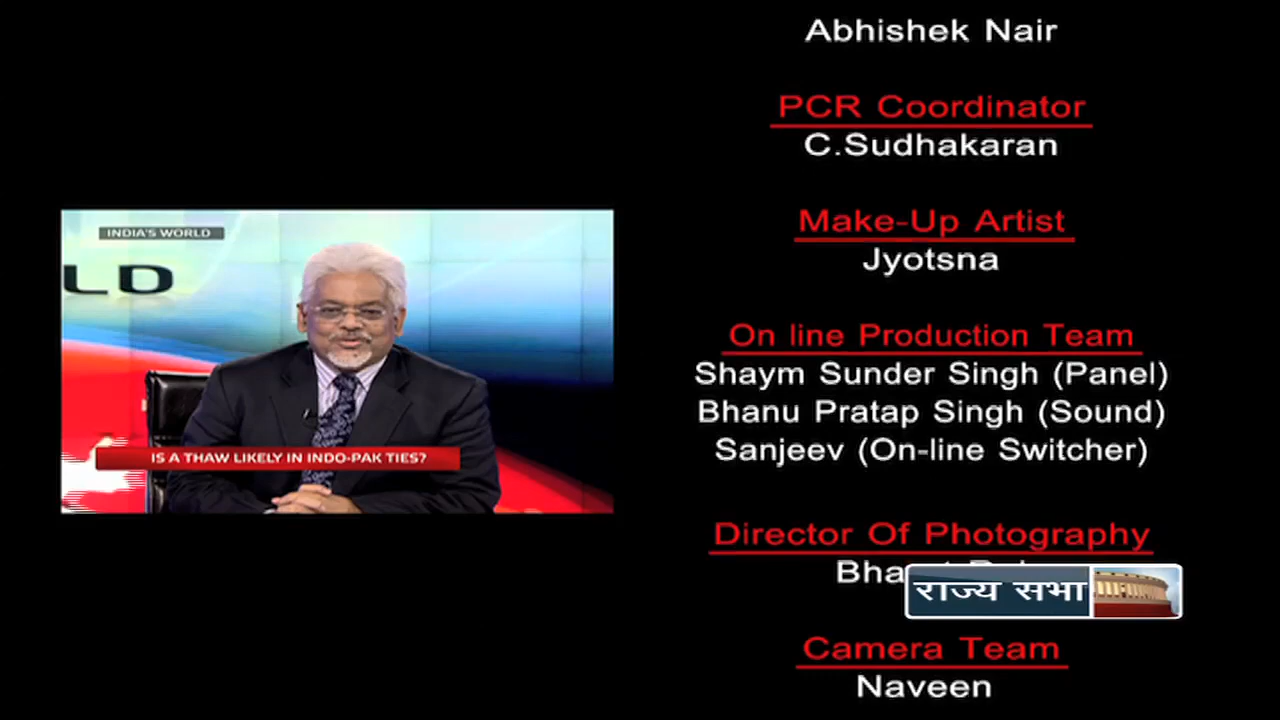 INDIA'S WORLD
LD
IS A THAW LIKELY IN INDO-PAK TIES?
Abhishek Nair
PCR Coordinator
C.Sudhakaran
Make-Up Artist
Jyotsna
On line Production Team
Shaym Sunder Singh (Panel)
Bhanu Pratap Singh (Sound)
Sanjeev (On-line Switcher)
Director Of Photography
राज्य सभा
Camera Team
Naveen